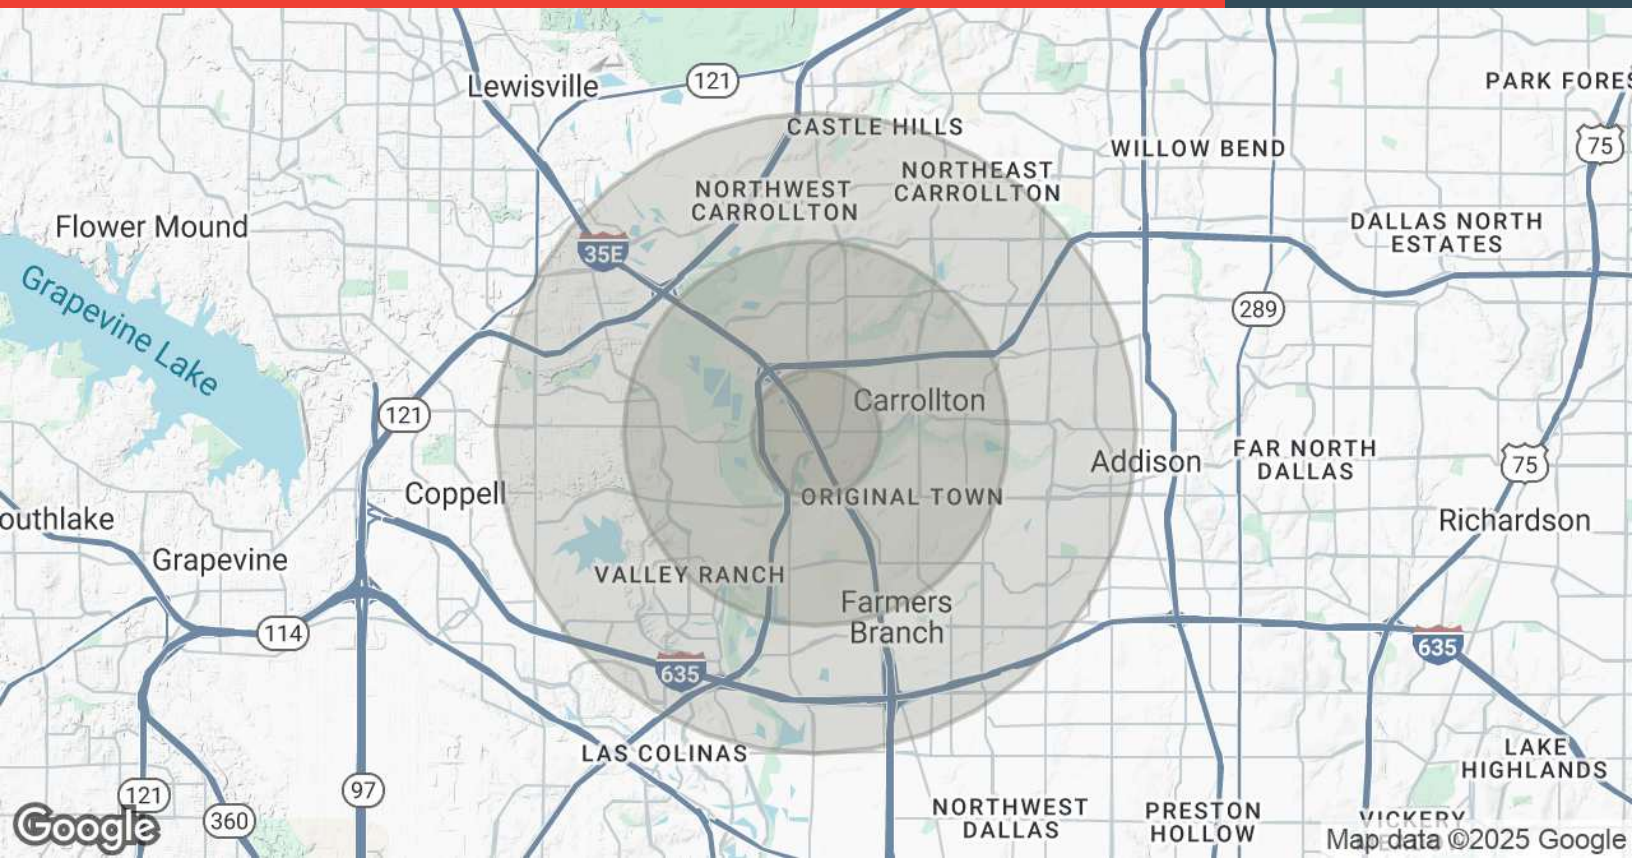 Lewisville
121
PARK FORES
CASTLE HILLS
WILLOW BEND
75
NORTHEAST
CARROLLTON
NORTHWEST
CARROLLTON
Flower Mound
DALLAS NORTH
ESTATES
35E
Grapevine Lake
289
Carrollton
121
Addison
FAR NORTH
DALLAS
75
Coppell
ORIGINAL TOWN
outhlake
Richardson
Grapevine
VALLEY RANCH
Farmers
Branch
114
635
635
LAS COLINAS
LAKE
HIGHLANDS
97
121
360
NORTHWEST
DALLAS
PRESTON
HOLLOW
VICKERY
Google
Map data ©2025 Google